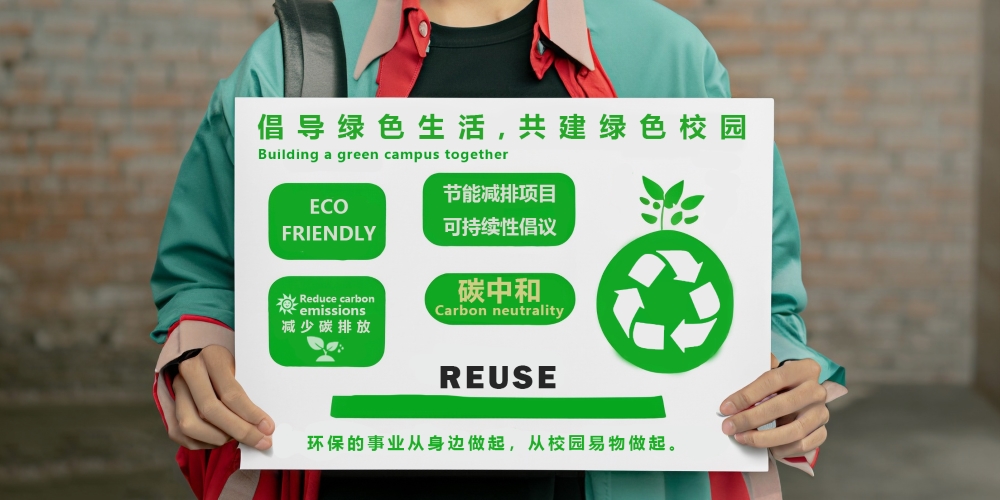 倡导绿色生活,共建绿色校园
Building a green campus together
ECO
FRIENDLY
节能减排项目
可持续性倡议
Reduce carbon
emissions
减少碳排放
碳中和
Carbon neutrality
REUSE
环保的事业从身边做起，从校园易物做起。